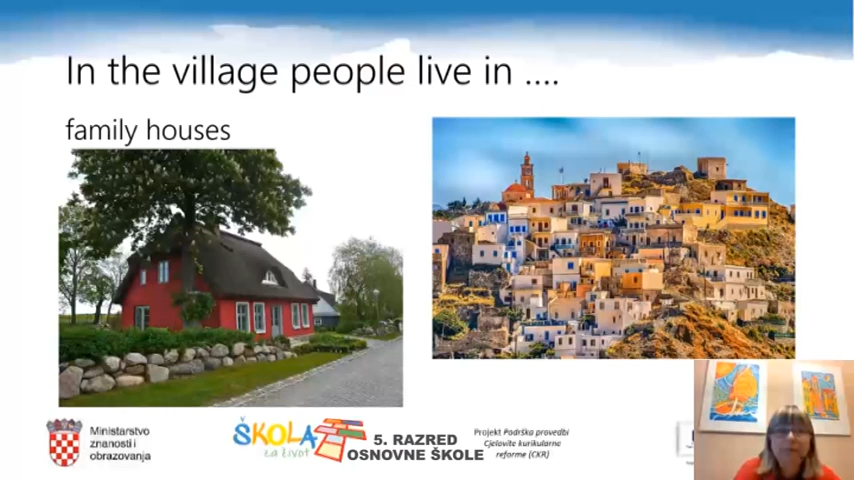 In the village people live in ....
family houses
Ministarstvo
znanosti i
obrazovanja
ŠKOLA
za život
5. RAZRED
OSNOVNE ŠKOLE
Projekt Podrška provedbi
Cjelovite kurikularne
reforme (CKR)